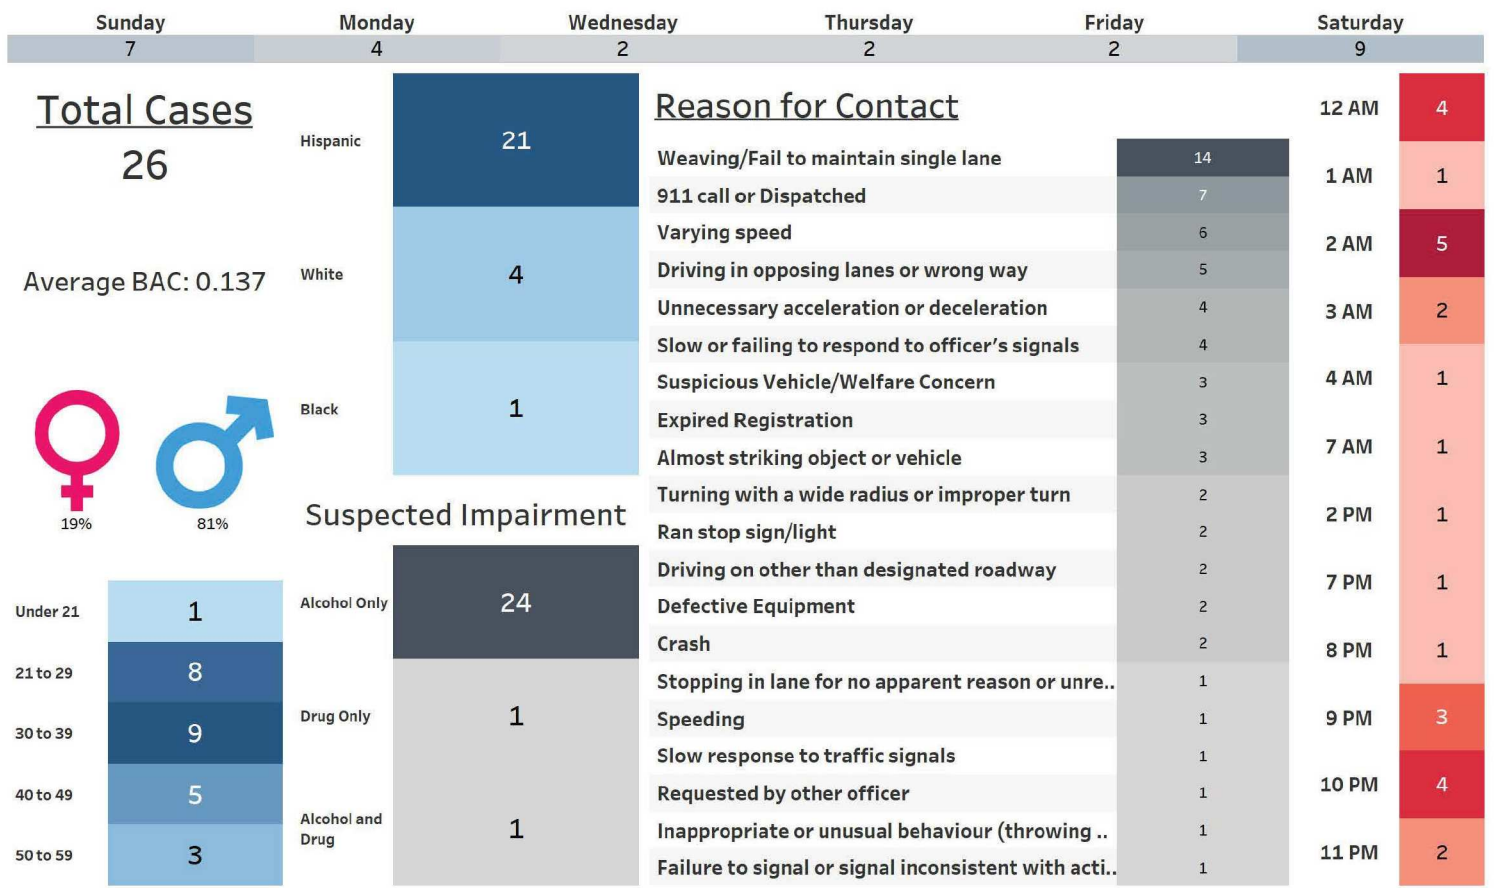 Sunday Monday Wednesday Thursday Friday Saturday
7 4 2 2 2 9
Total Cases
26
Average BAC: 0.137
19% 81%
Under 21 1
21 to 29 8
30 to 39 9
40 to 49 5
50 to 59 3
Hispanic 21
White 4
Black 1
Suspected Impairment
Alcohol Only 24
Drug Only 1
Alcohol and
Drug 1
Reason for Contact
Weaving/Fail to maintain single lane 14
911 call or Dispatched 7
Varying speed 6
Driving in opposing lanes or wrong way 5
Unnecessary acceleration or deceleration 4
Slow or failing to respond to officer's signals 4
Suspicious Vehicle/Welfare Concern 3
Expired Registration 3
Almost striking object or vehicle 3
Turning with a wide radius or improper turn 2
Ran stop sign/light 2
Driving on other than designated roadway 2
Defective Equipment 2
Crash 2
Stopping in lane for no apparent reason or unre.. 1
Speeding 1
Slow response to traffic signals 1
Requested by other officer 1
Inappropriate or unusual behaviour (throwing .. 1
Failure to signal or signal inconsistent with acti.. 1
12 AM 4
1 AM 1
2 AM 5
3 AM 2
4 AM 1
7 AM 1
2 PM 1
7 PM 1
8 PM 1
9 PM 3
10 PM 4
11 PM 2